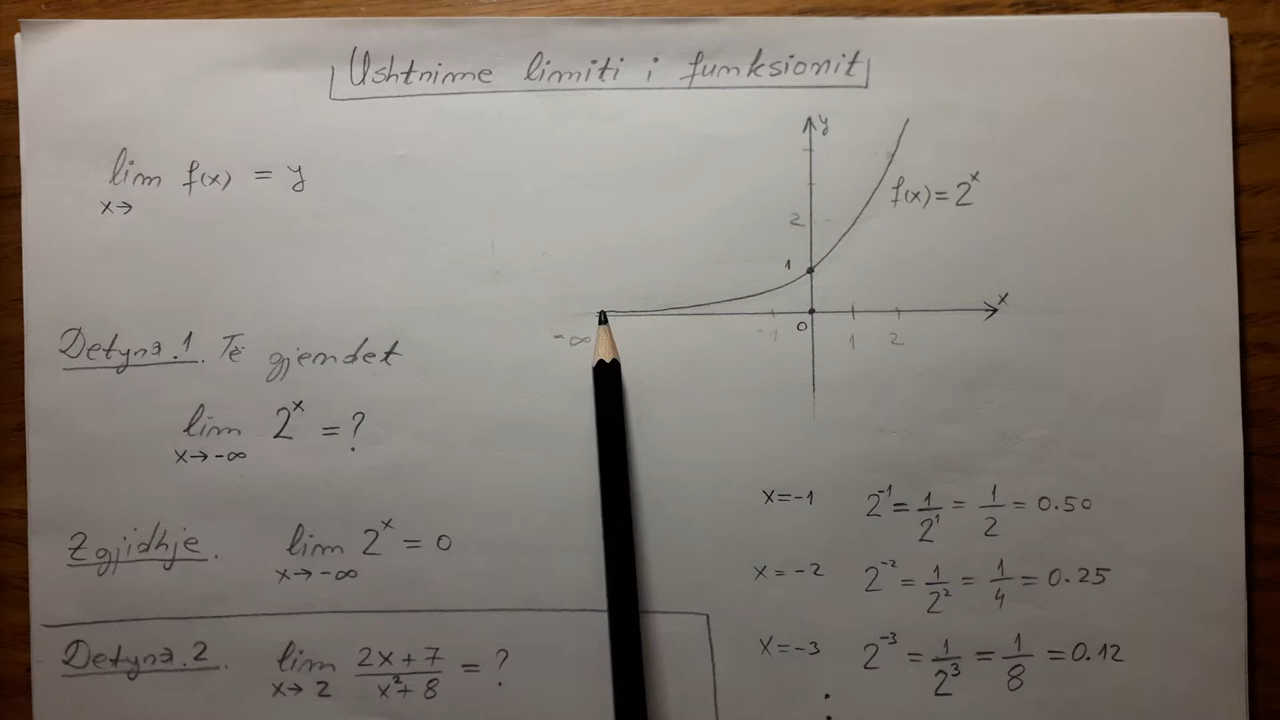 Ushtrime limiti i funksionit
lim f(x) = y
x→
y
f(x) = 2^x
2
1
x
-∞
-1
0
1
2
Detyra.1. Të gjendet
lim 2^x = ?
x→-∞
Zgjidhje. lim 2^x = 0
x→-∞
Detyra.2. lim (2x+7)/(x²+8) = ?
x→2
x=-1 2^-1 = 1/2^1 = 1/2 = 0.50
x=-2 2^-2 = 1/2^2 = 1/4 = 0.25
x=-3 2^-3 = 1/2^3 = 1/8 = 0.12